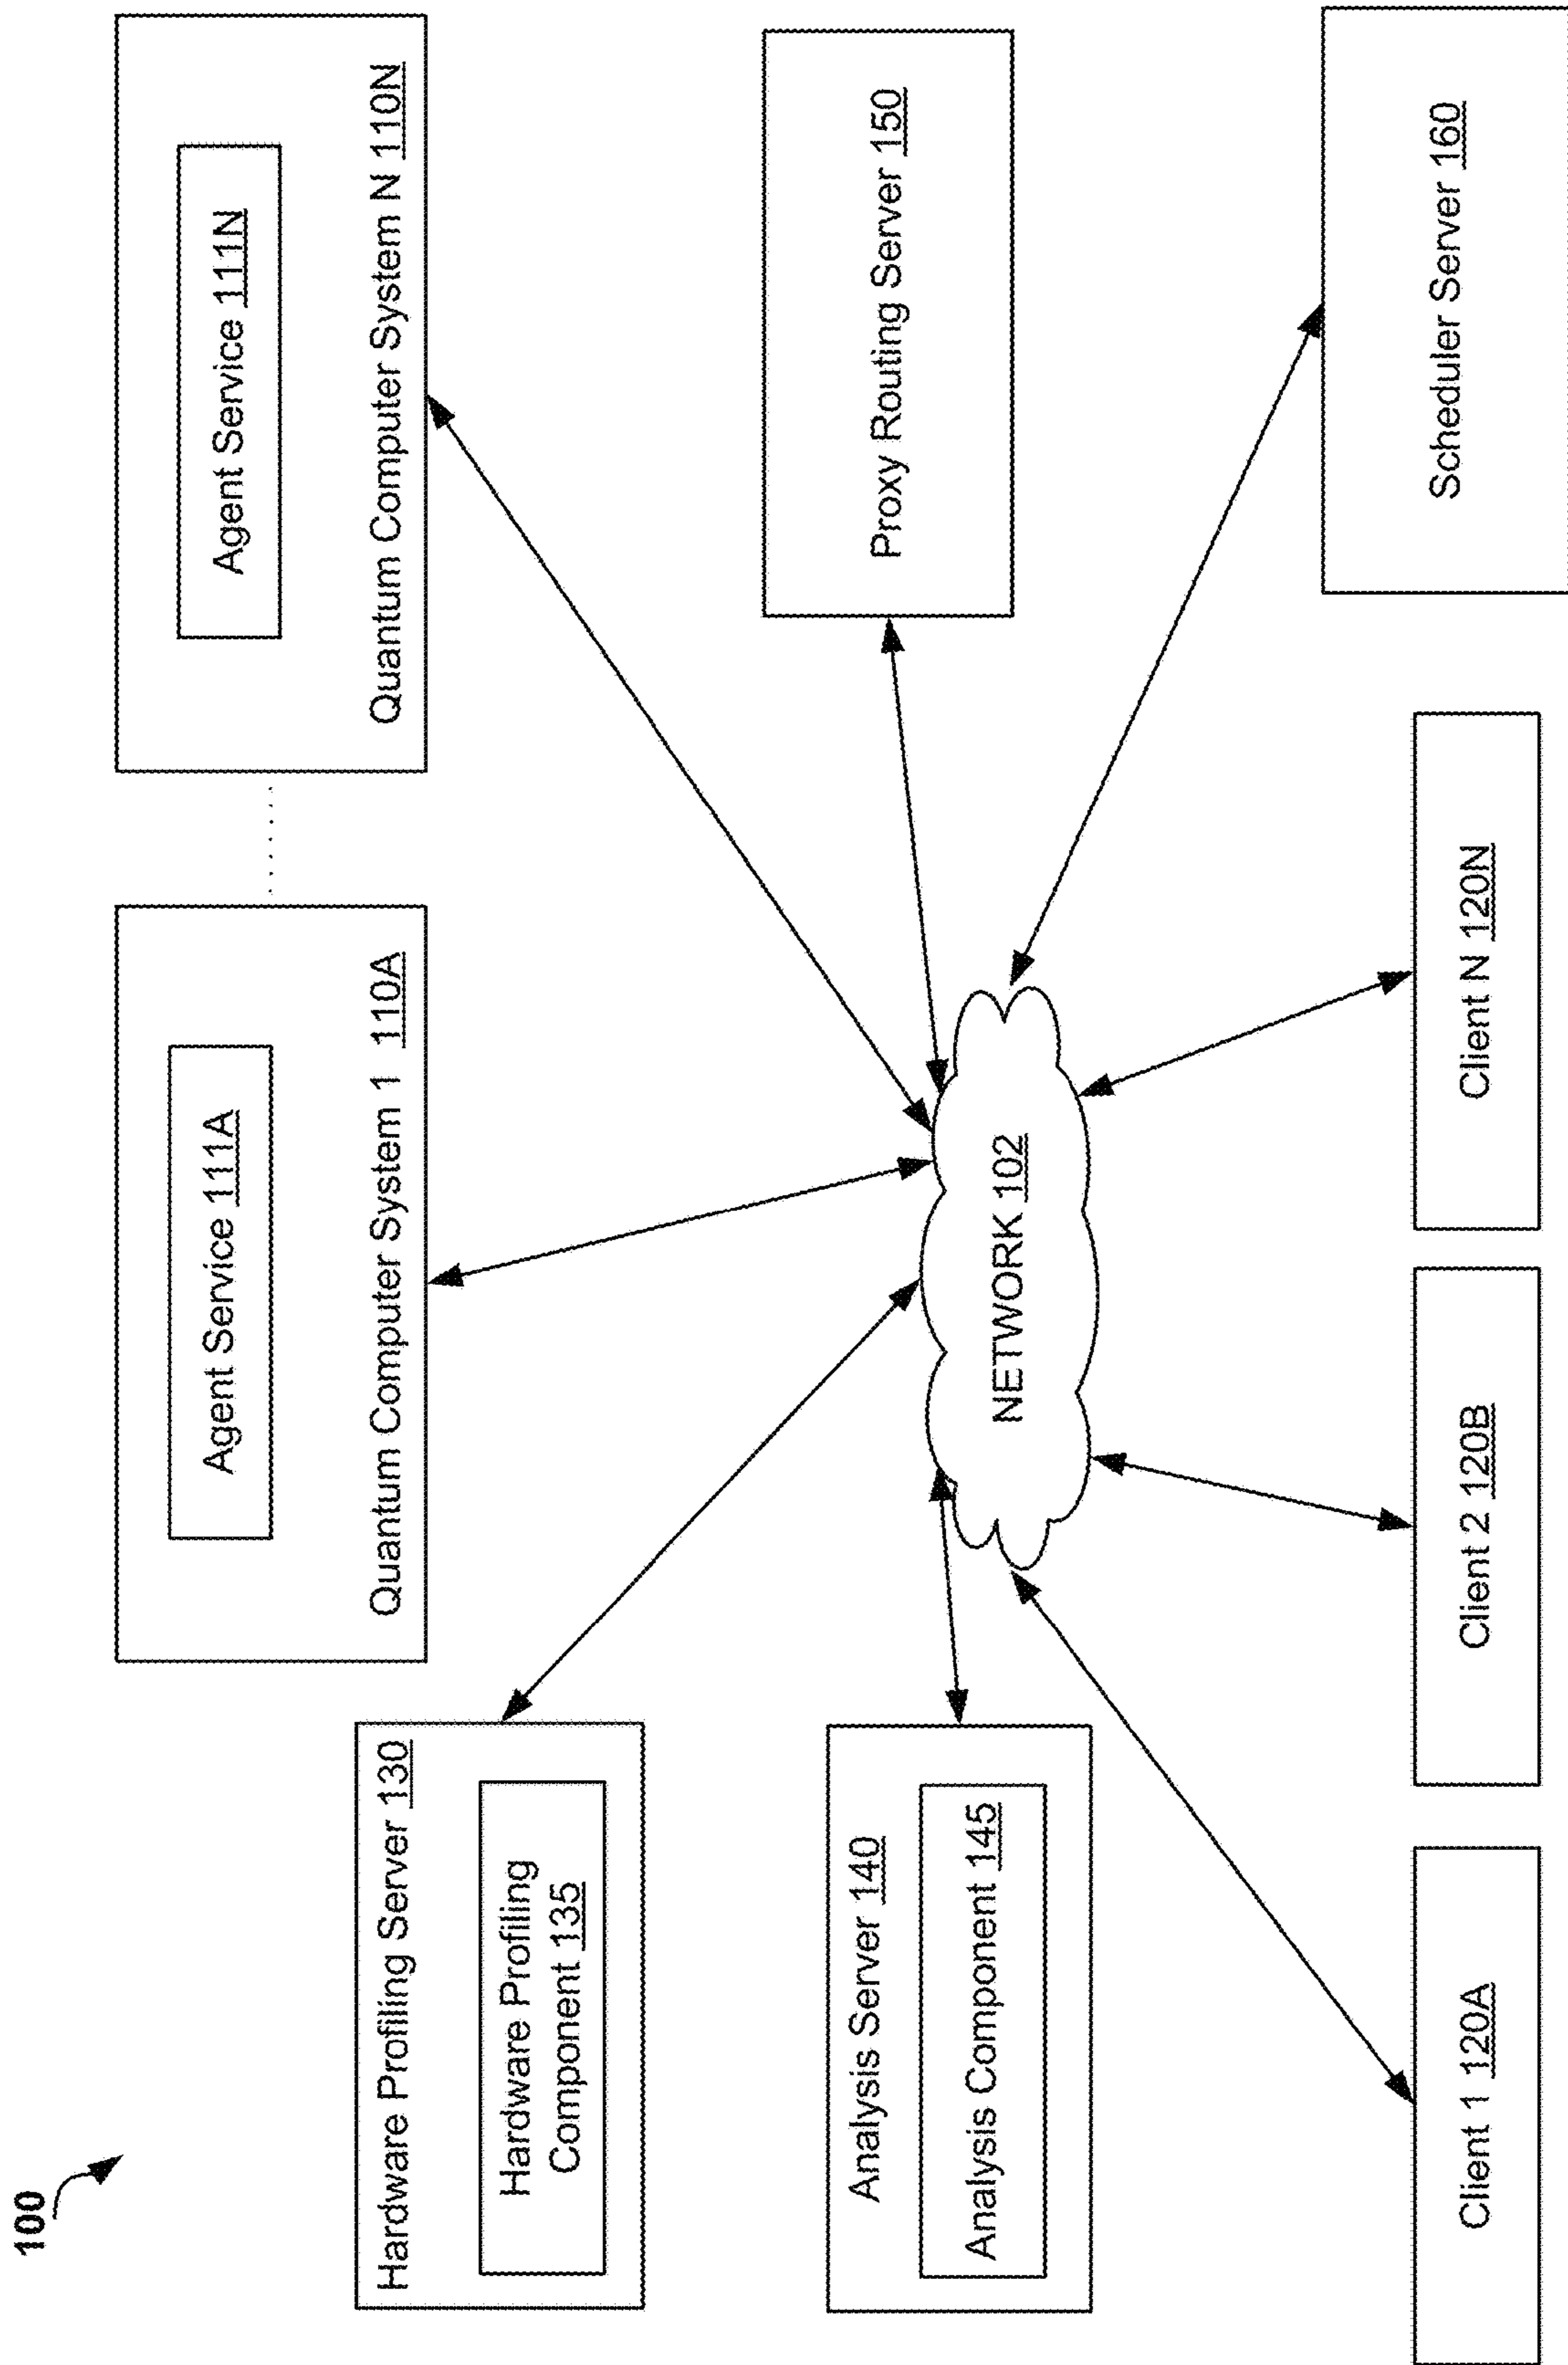 100
Quantum Computer System 1 110A
Agent Service 111A
Quantum Computer System N 110N
Agent Service 111N
Hardware Profiling Server 130
Hardware Profiling
Component 135
Analysis Server 140
Analysis Component 145
NETWORK 102
Proxy Routing Server 150
Scheduler Server 160
Client 1 120A
Client 2 120B
Client N 120N